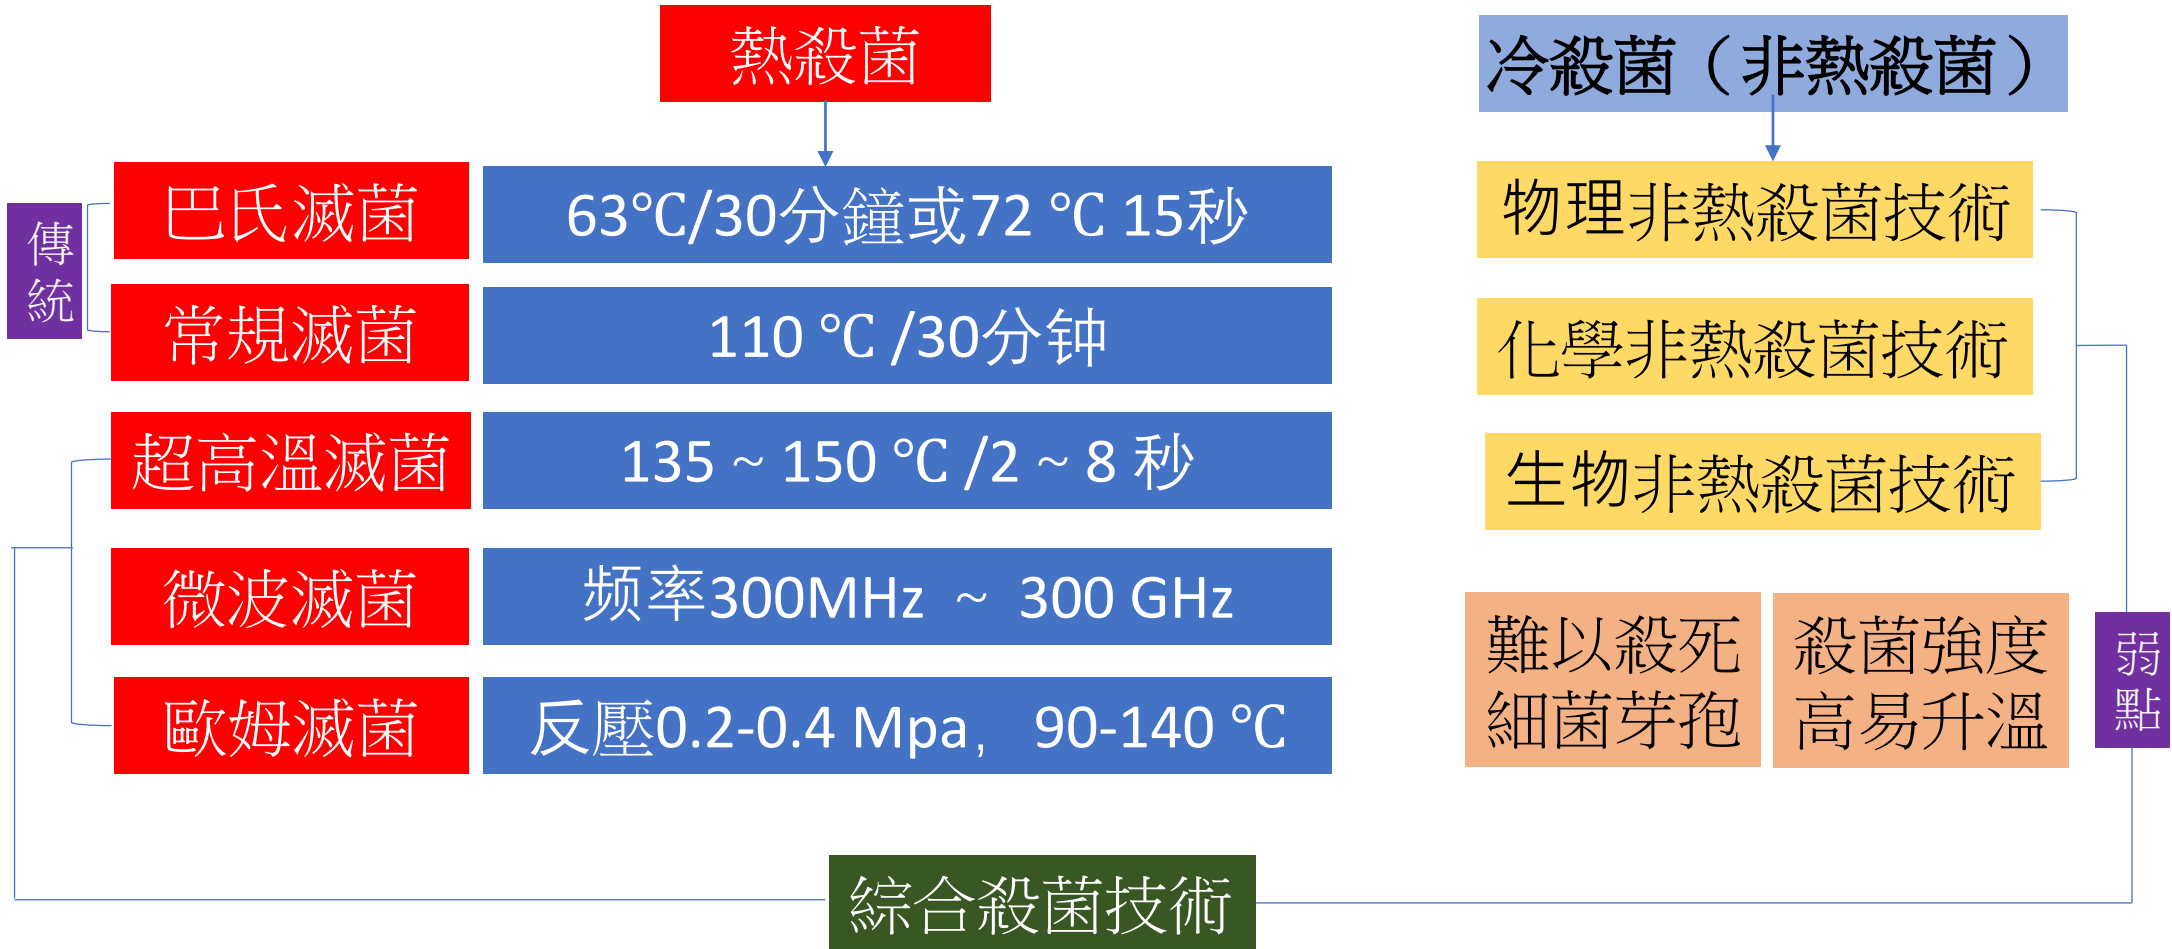 熱殺菌
冷殺菌（非熱殺菌）
傳
統
巴氏滅菌
63℃/30分鐘或72 ℃ 15秒
常規滅菌
110 ℃ /30分钟
超高溫滅菌
135 ~ 150 ℃ /2 ~ 8 秒
微波滅菌
频率300MHz ~ 300 GHz
歐姆滅菌
反壓0.2-0.4 Mpa， 90-140 ℃
物理非熱殺菌技術
化學非熱殺菌技術
生物非熱殺菌技術
難以殺死
細菌芽孢
殺菌強度
高易升溫
弱
點
綜合殺菌技術